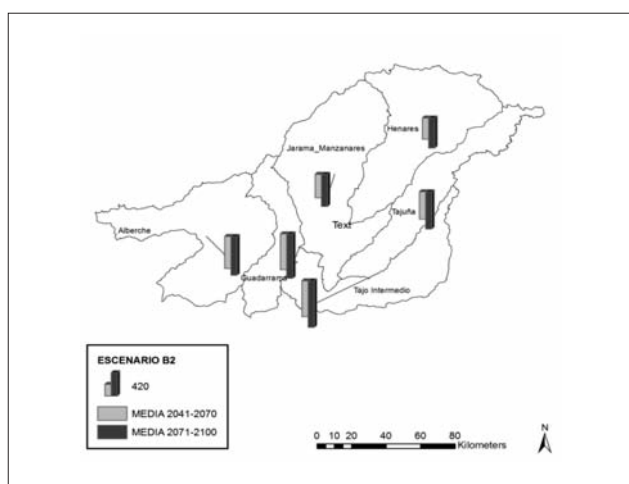 Henares
Jarama_Manzanares
Tajuña
Text
Alberche
Guadarrama
Tajo Intermedio
ESCENARIO B2
420
MEDIA 2041-2070
MEDIA 2071-2100
N
0 10 20 40 60 80
Kilometers